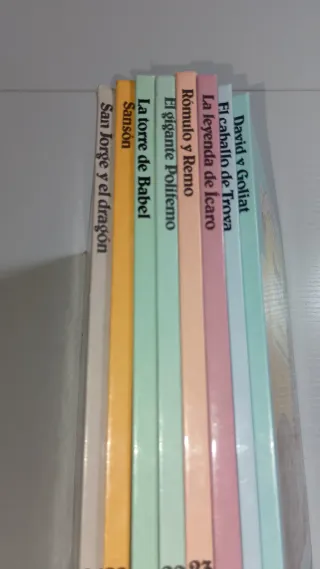 San Jorge y el dragón
Sansón
La torre de Babel
El gigante Polifemo
Rómulo y Remo
La leyenda de Ícaro
El caballo de Troya
David y Goliat
23